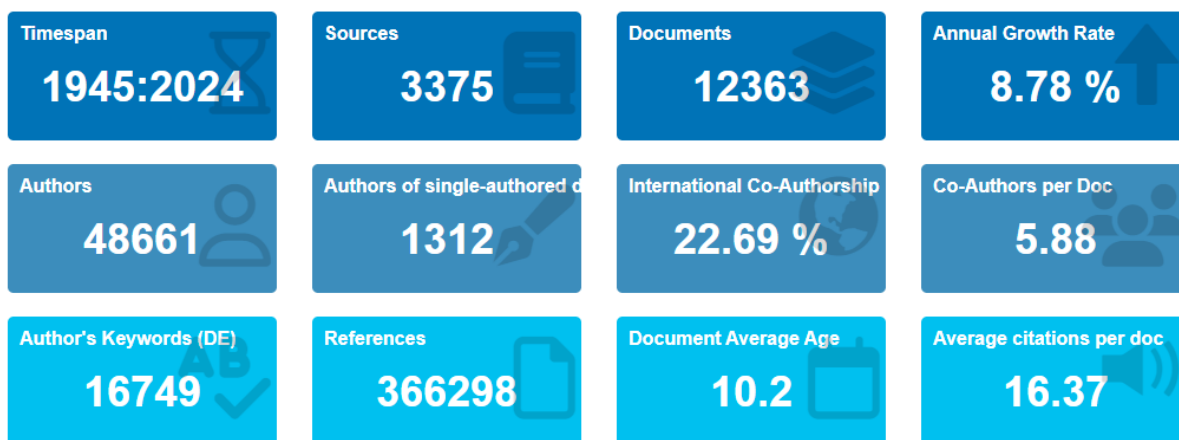 Timespan
1945:2024
Sources
3375
Documents
12363
Annual Growth Rate
8.78 %
Authors
48661
Authors of single-authored d
1312
International Co-Authorship
22.69 %
Co-Authors per Doc
5.88
Author's Keywords (DE)
16749
References
366298
Document Average Age
10.2
Average citations per doc
16.37
AB